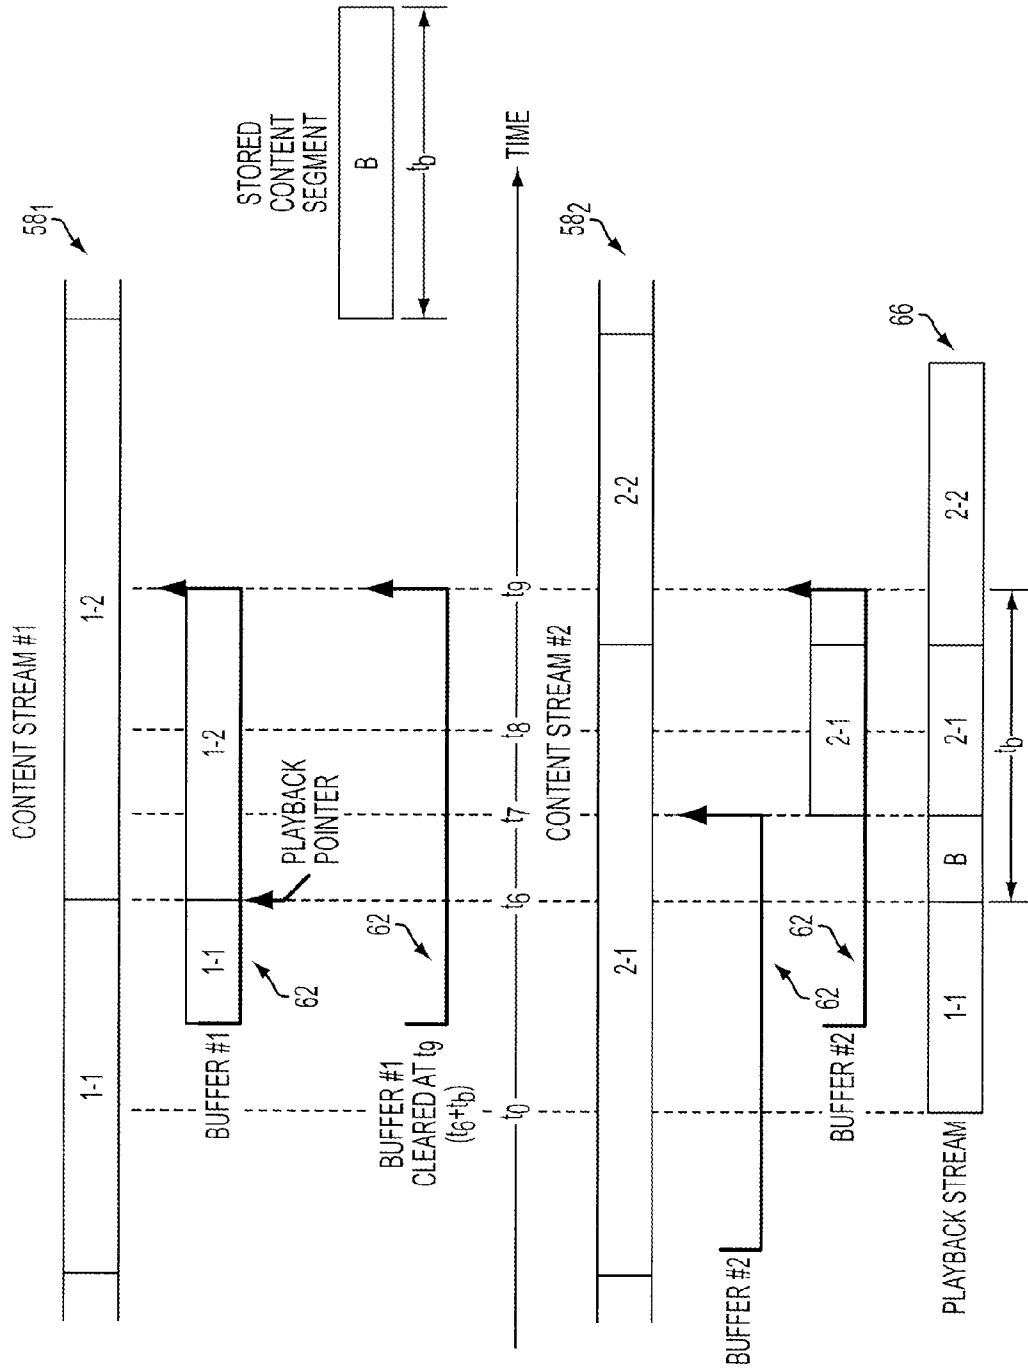 CONTENT STREAM #1
58₁
1-1
1-2
BUFFER #1
1-1
1-2
62
PLAYBACK
POINTER
STORED
CONTENT
SEGMENT
B
t_b
BUFFER #1
CLEARED AT t₉
(t₆+t_b)
62
t₀
t₆
t₇
t₈
t₉
TIME
CONTENT STREAM #2
58₂
2-1
2-2
BUFFER #2
62
BUFFER #2
62
2-1
PLAYBACK STREAM
66
1-1
B
2-1
2-2
t_b